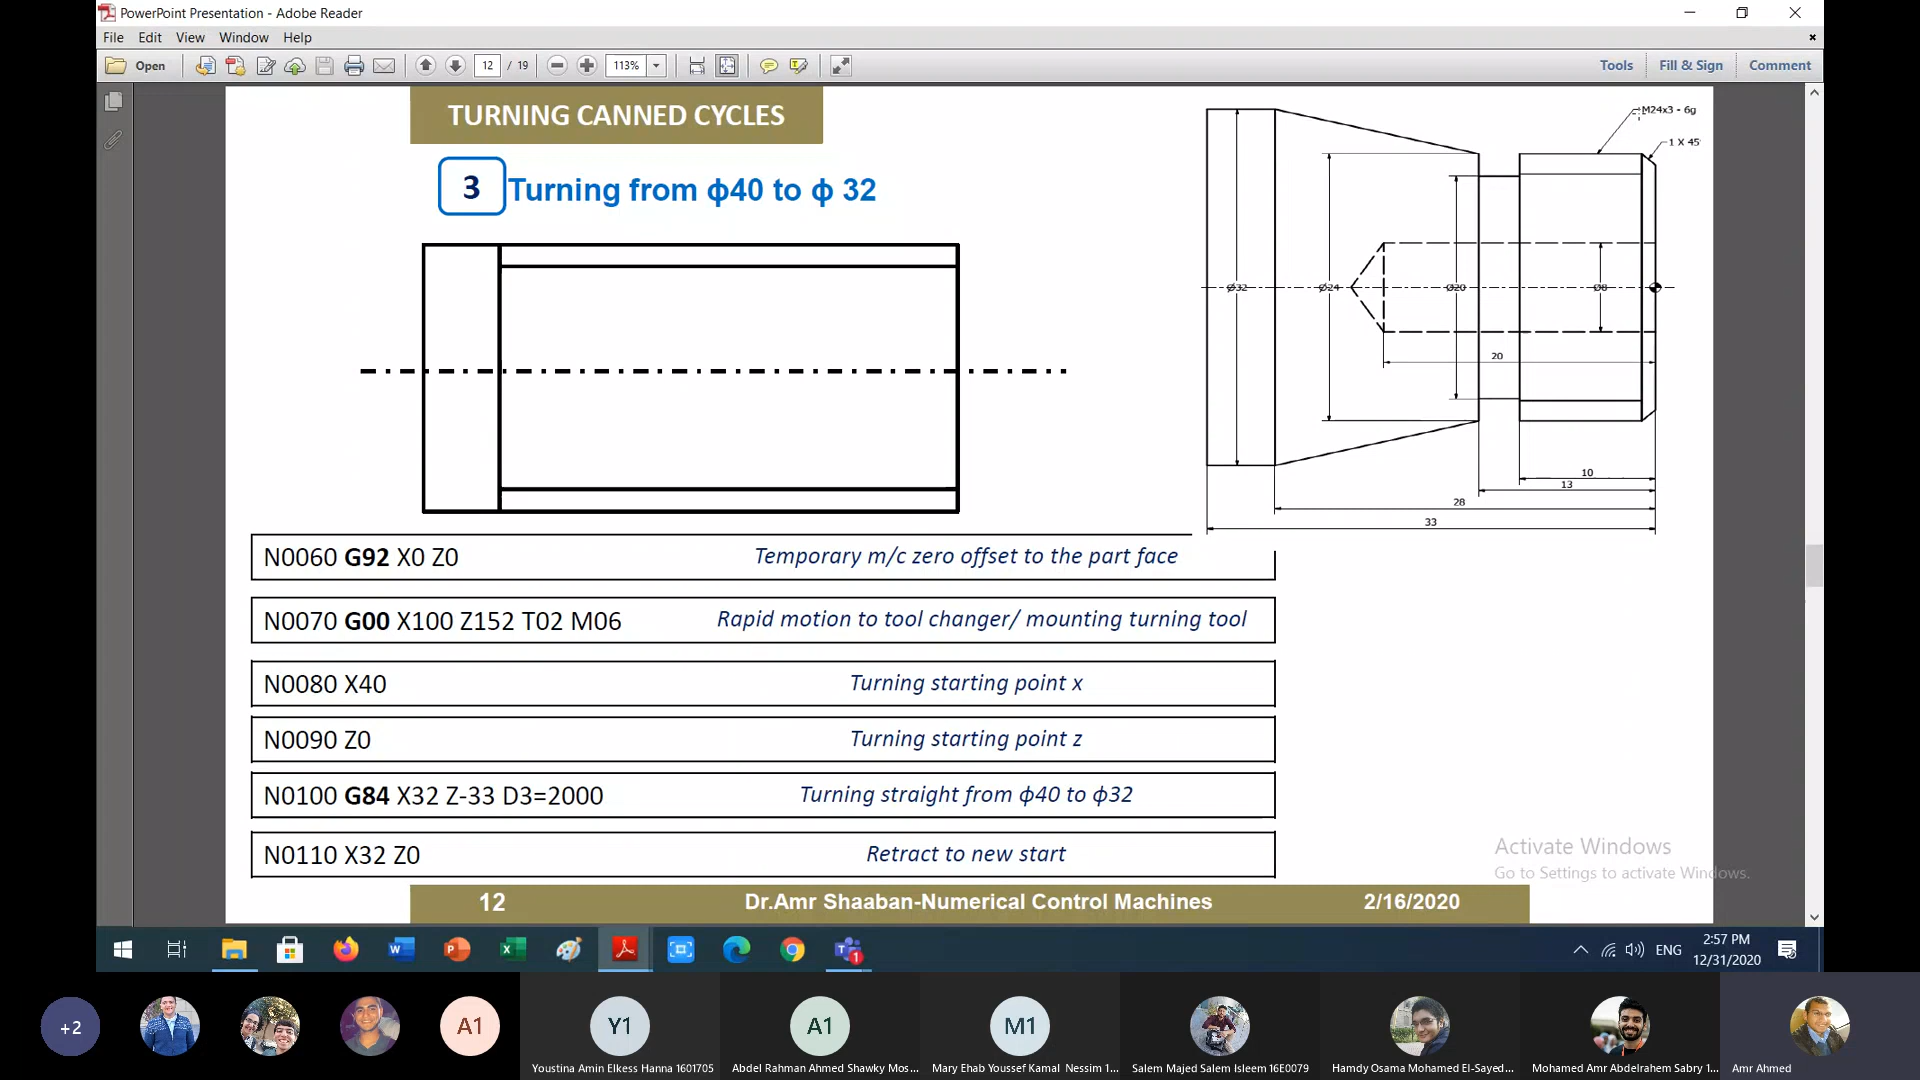 PowerPoint Presentation - Adobe Reader
File Edit View Window Help
Open 12 / 19 113% Tools Fill & Sign Comment
TURNING CANNED CYCLES
3 Turning from ϕ40 to ϕ 32
M24x3 - 6g
1 X 45
Ø32 Ø24 Ø20 Ø8
20
10
13
28
33
N0060 G92 X0 Z0 Temporary m/c zero offset to the part face
N0070 G00 X100 Z152 T02 M06 Rapid motion to tool changer/ mounting turning tool
N0080 X40 Turning starting point x
N0090 Z0 Turning starting point z
N0100 G84 X32 Z-33 D3=2000 Turning straight from ϕ40 to ϕ32
N0110 X32 Z0 Retract to new start
Activate Windows
Go to Settings to activate Windows.
12 Dr.Amr Shaaban-Numerical Control Machines 2/16/2020
ENG 2:57 PM
12/31/2020
+2 A1 Y1 A1 M1
Youstina Amin Elkess Hanna 1601705 Abdel Rahman Ahmed Shawky Mos... Mary Ehab Youssef Kamal Nessim 1... Salem Majed Salem Isleem 16E0079 Hamdy Osama Mohamed El-Sayed... Mohamed Amr Abdelrahem Sabry 1... Amr Ahmed